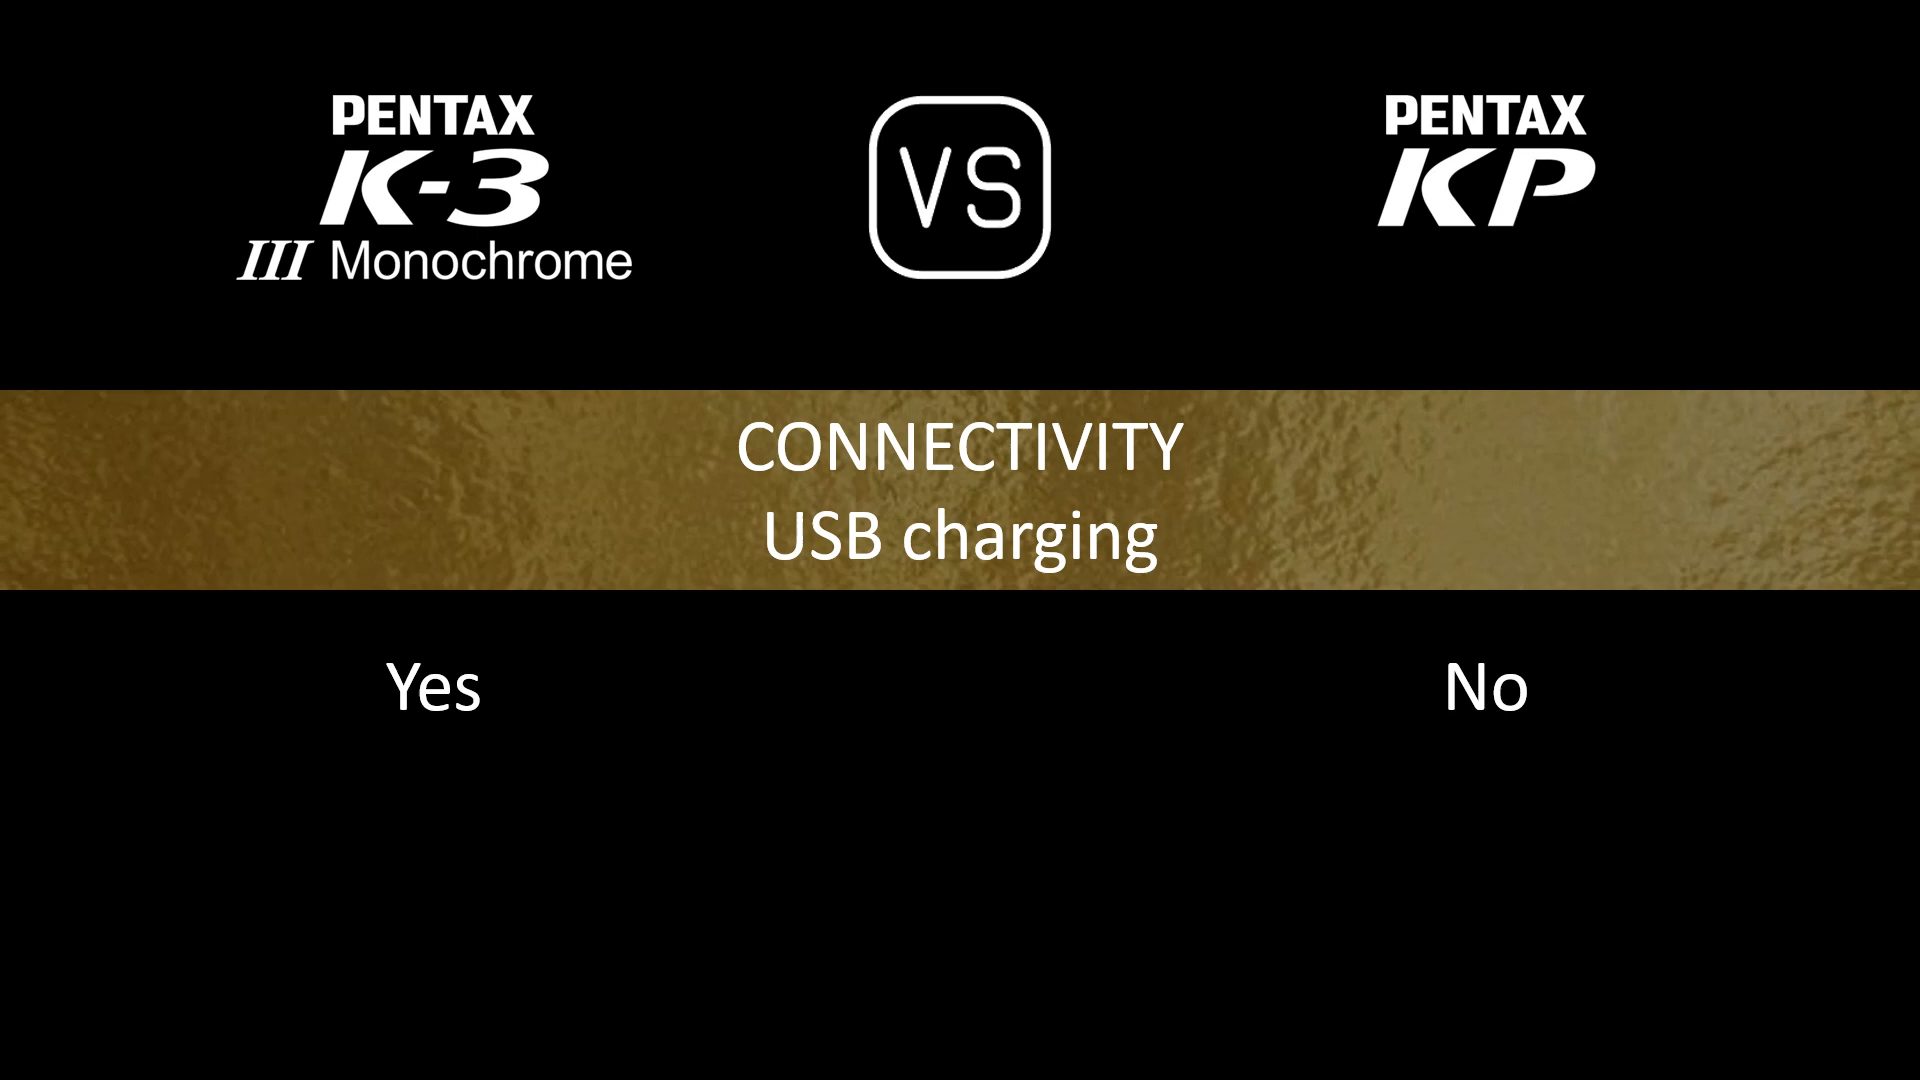 PENTAX
K-3
III Monochrome
VS
PENTAX
KP
CONNECTIVITY
USB charging
Yes
No